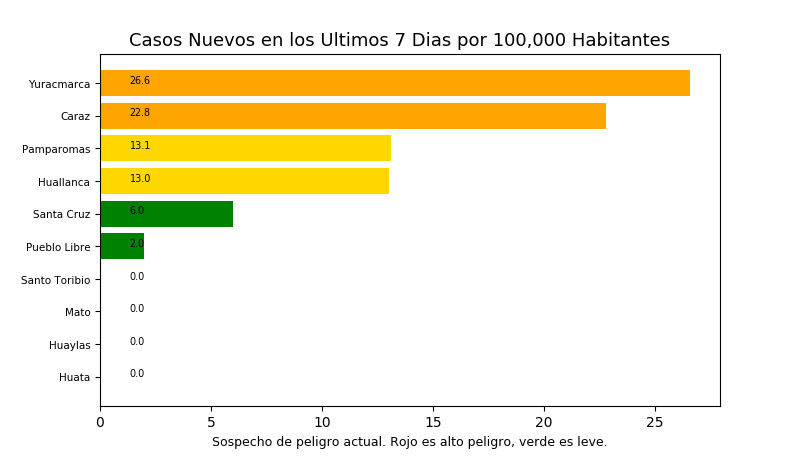 Casos Nuevos en los Ultimos 7 Dias por 100,000 Habitantes
Yuracmarca 26.6
Caraz 22.8
Pamparomas 13.1
Huallanca 13.0
Santa Cruz 6.0
Pueblo Libre 2.0
Santo Toribio 0.0
Mato 0.0
Huaylas 0.0
Huata 0.0
0 5 10 15 20 25
Sospecho de peligro actual. Rojo es alto peligro, verde es leve.